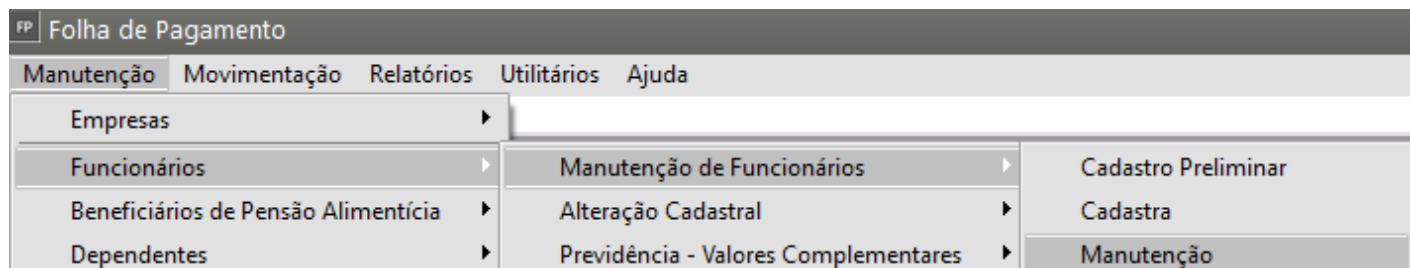 FP Folha de Pagamento
Manutenção Movimentação Relatórios Utilitários Ajuda
Empresas
Funcionários Manutenção de Funcionários Cadastro Preliminar
Beneficiários de Pensão Alimentícia Alteração Cadastral Cadastra
Dependentes Previdência - Valores Complementares Manutenção